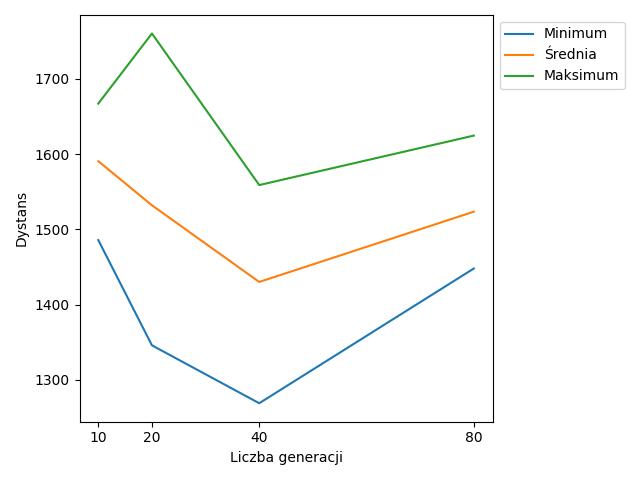 Minimum
Średnia
Maksimum
Dystans
1700
1600
1500
1400
1300
10 20 40 80
Liczba generacji